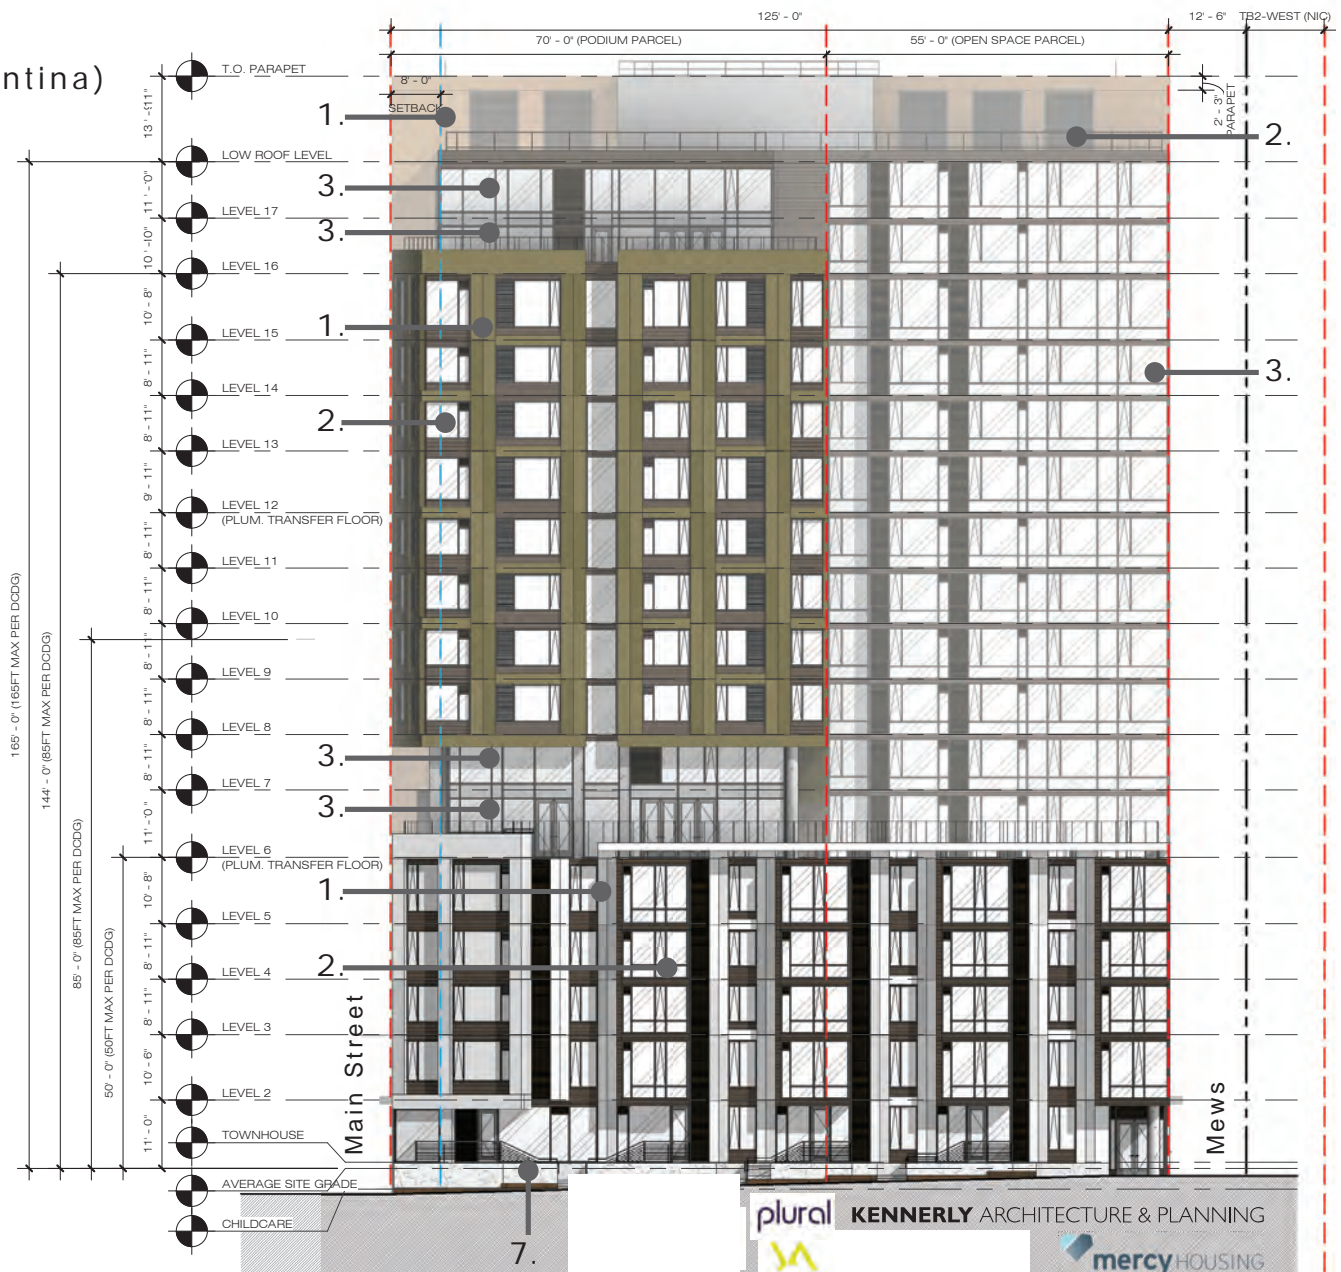 125' - 0"
12' - 6" TB2-WEST (NIC)
70' - 0" (PODIUM PARCEL)
55' - 0" (OPEN SPACE PARCEL)
ntina)
T.O. PARAPET
8' - 0"
SETBACK
2' - 3"
PARAPET
1.
2.
LOW ROOF LEVEL
3.
11' - 0"
LEVEL 17
3.
10' - 10"
LEVEL 16
10' - 8"
1.
LEVEL 15
8' - 11"
3.
LEVEL 14
8' - 11"
2.
LEVEL 13
9' - 11"
LEVEL 12
(PLUM. TRANSFER FLOOR)
8' - 11"
LEVEL 11
8' - 11"
LEVEL 10
8' - 11"
LEVEL 9
8' - 11"
LEVEL 8
8' - 11"
3.
LEVEL 7
11' - 0"
3.
LEVEL 6
(PLUM. TRANSFER FLOOR)
10' - 8"
1.
LEVEL 5
8' - 11"
2.
LEVEL 4
8' - 11"
LEVEL 3
10' - 6"
LEVEL 2
11' - 0"
TOWNHOUSE
AVERAGE SITE GRADE
CHILDCARE
165' - 0" (165FT MAX PER DCDG)
144' - 0" (85FT MAX PER DCDG)
85' - 0" (85FT MAX PER DCDG)
50' - 0" (50FT MAX PER DCDG)
Main Street
Mews
7.
plural KENNERLY ARCHITECTURE & PLANNING
mercy HOUSING